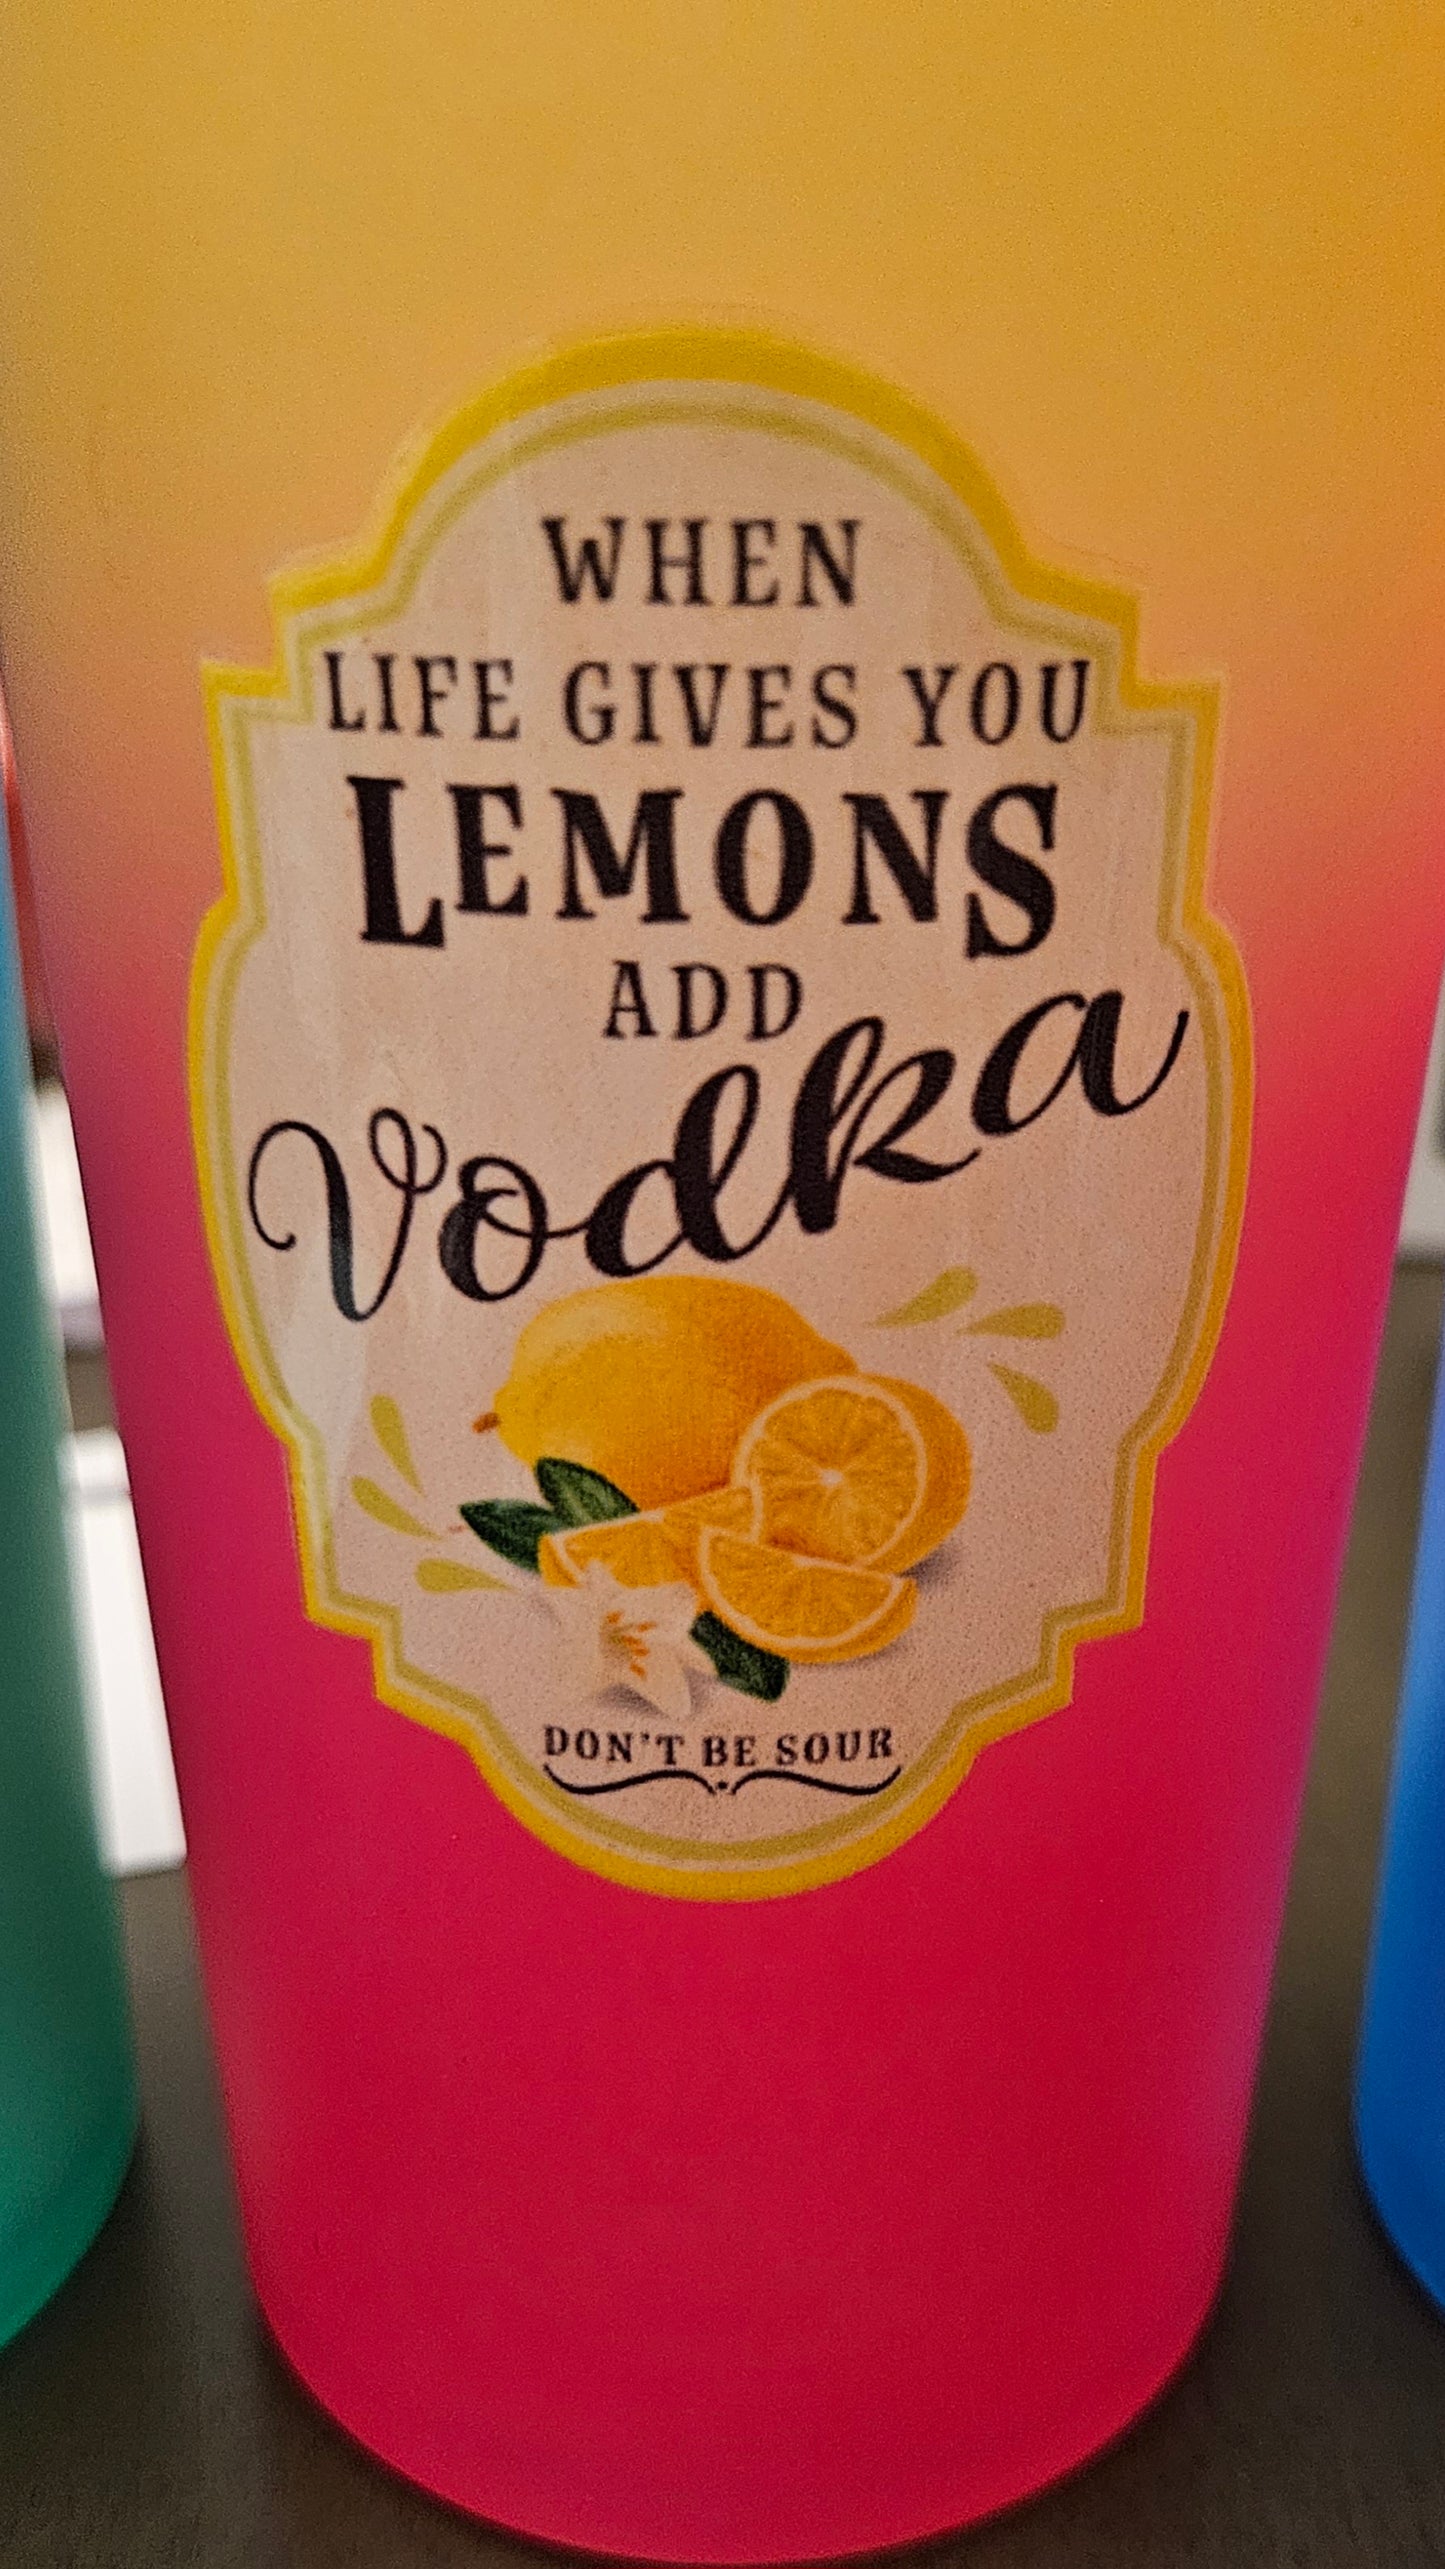 WHEN
LIFE GIVES YOU
LEMONS
ADD
Vodka
DON'T BE SOUR